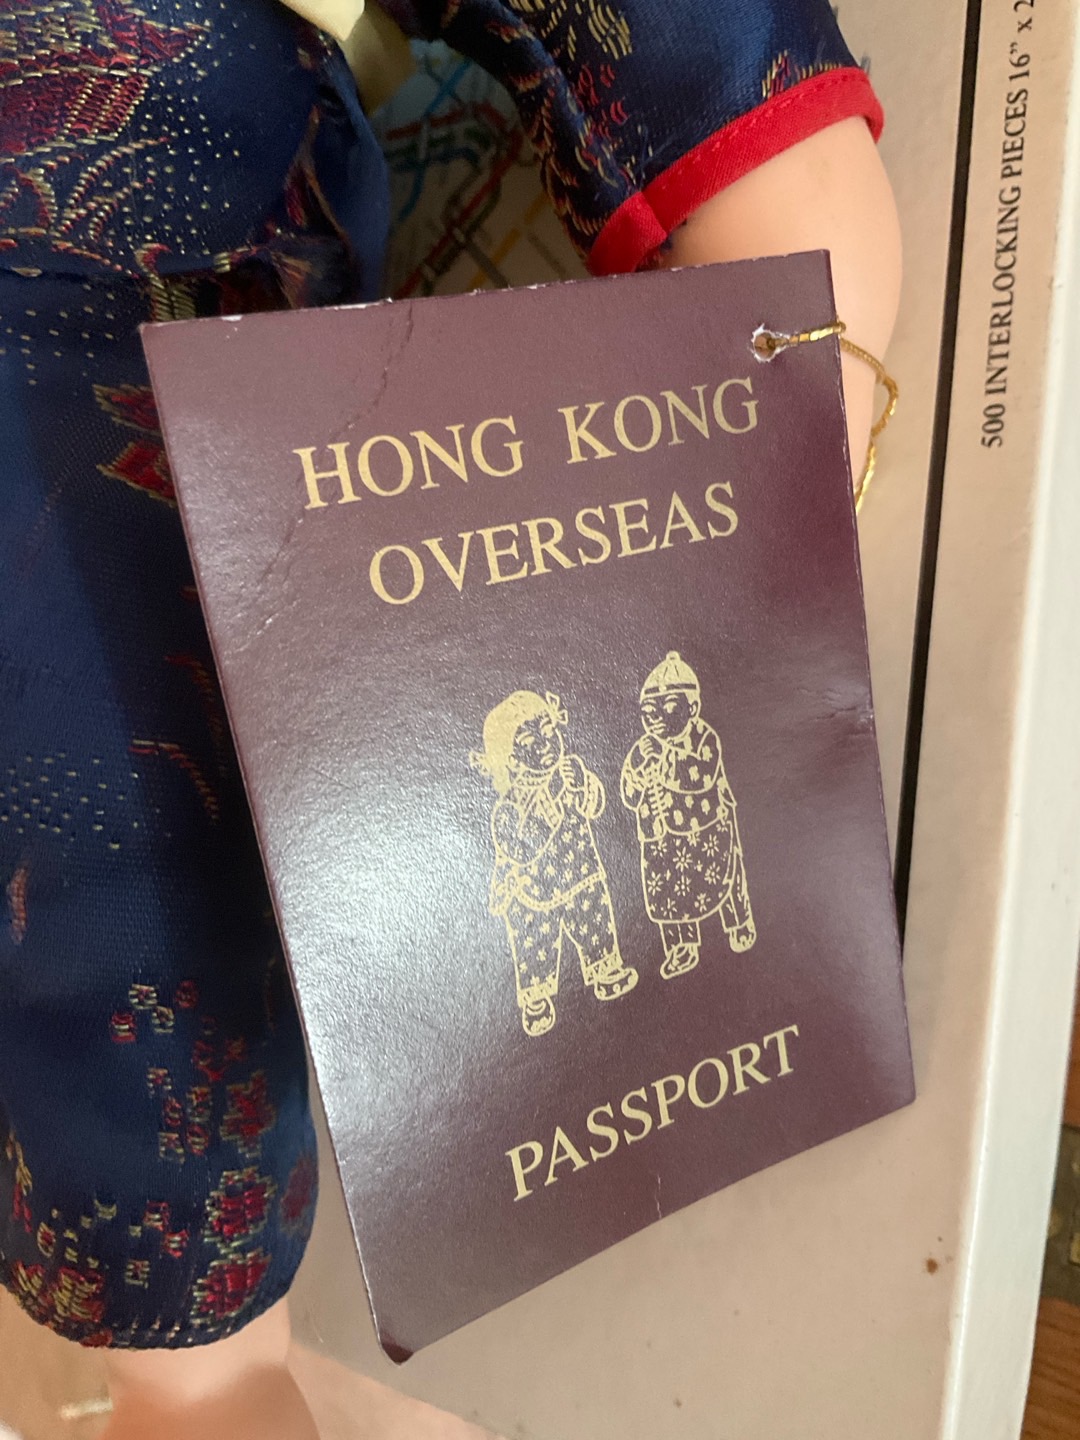 HONG KONG
OVERSEAS
PASSPORT
500 INTERLOCKING PIECES 16” x 2